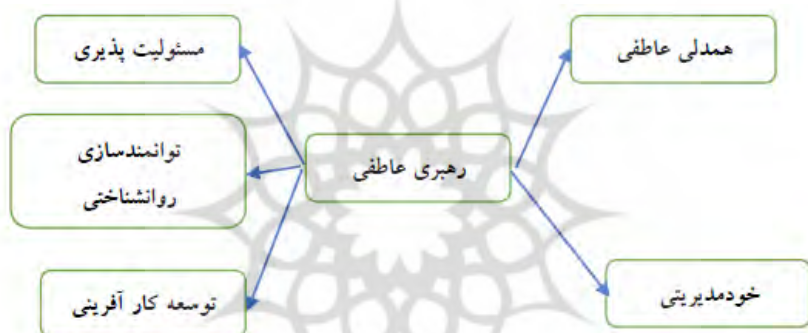 همدلی عاطفی
مسئولیت پذیری
رهبری عاطفی
توانمندسازی
روانشناختی
خودمدیریتی
توسعه کار آفرینی